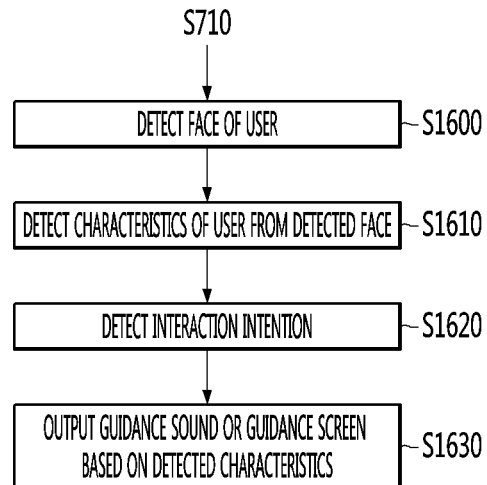 S710
DETECT FACE OF USER
S1600
DETECT CHARACTERISTICS OF USER FROM DETECTED FACE
S1610
DETECT INTERACTION INTENTION
S1620
OUTPUT GUIDANCE SOUND OR GUIDANCE SCREEN
BASED ON DETECTED CHARACTERISTICS
S1630